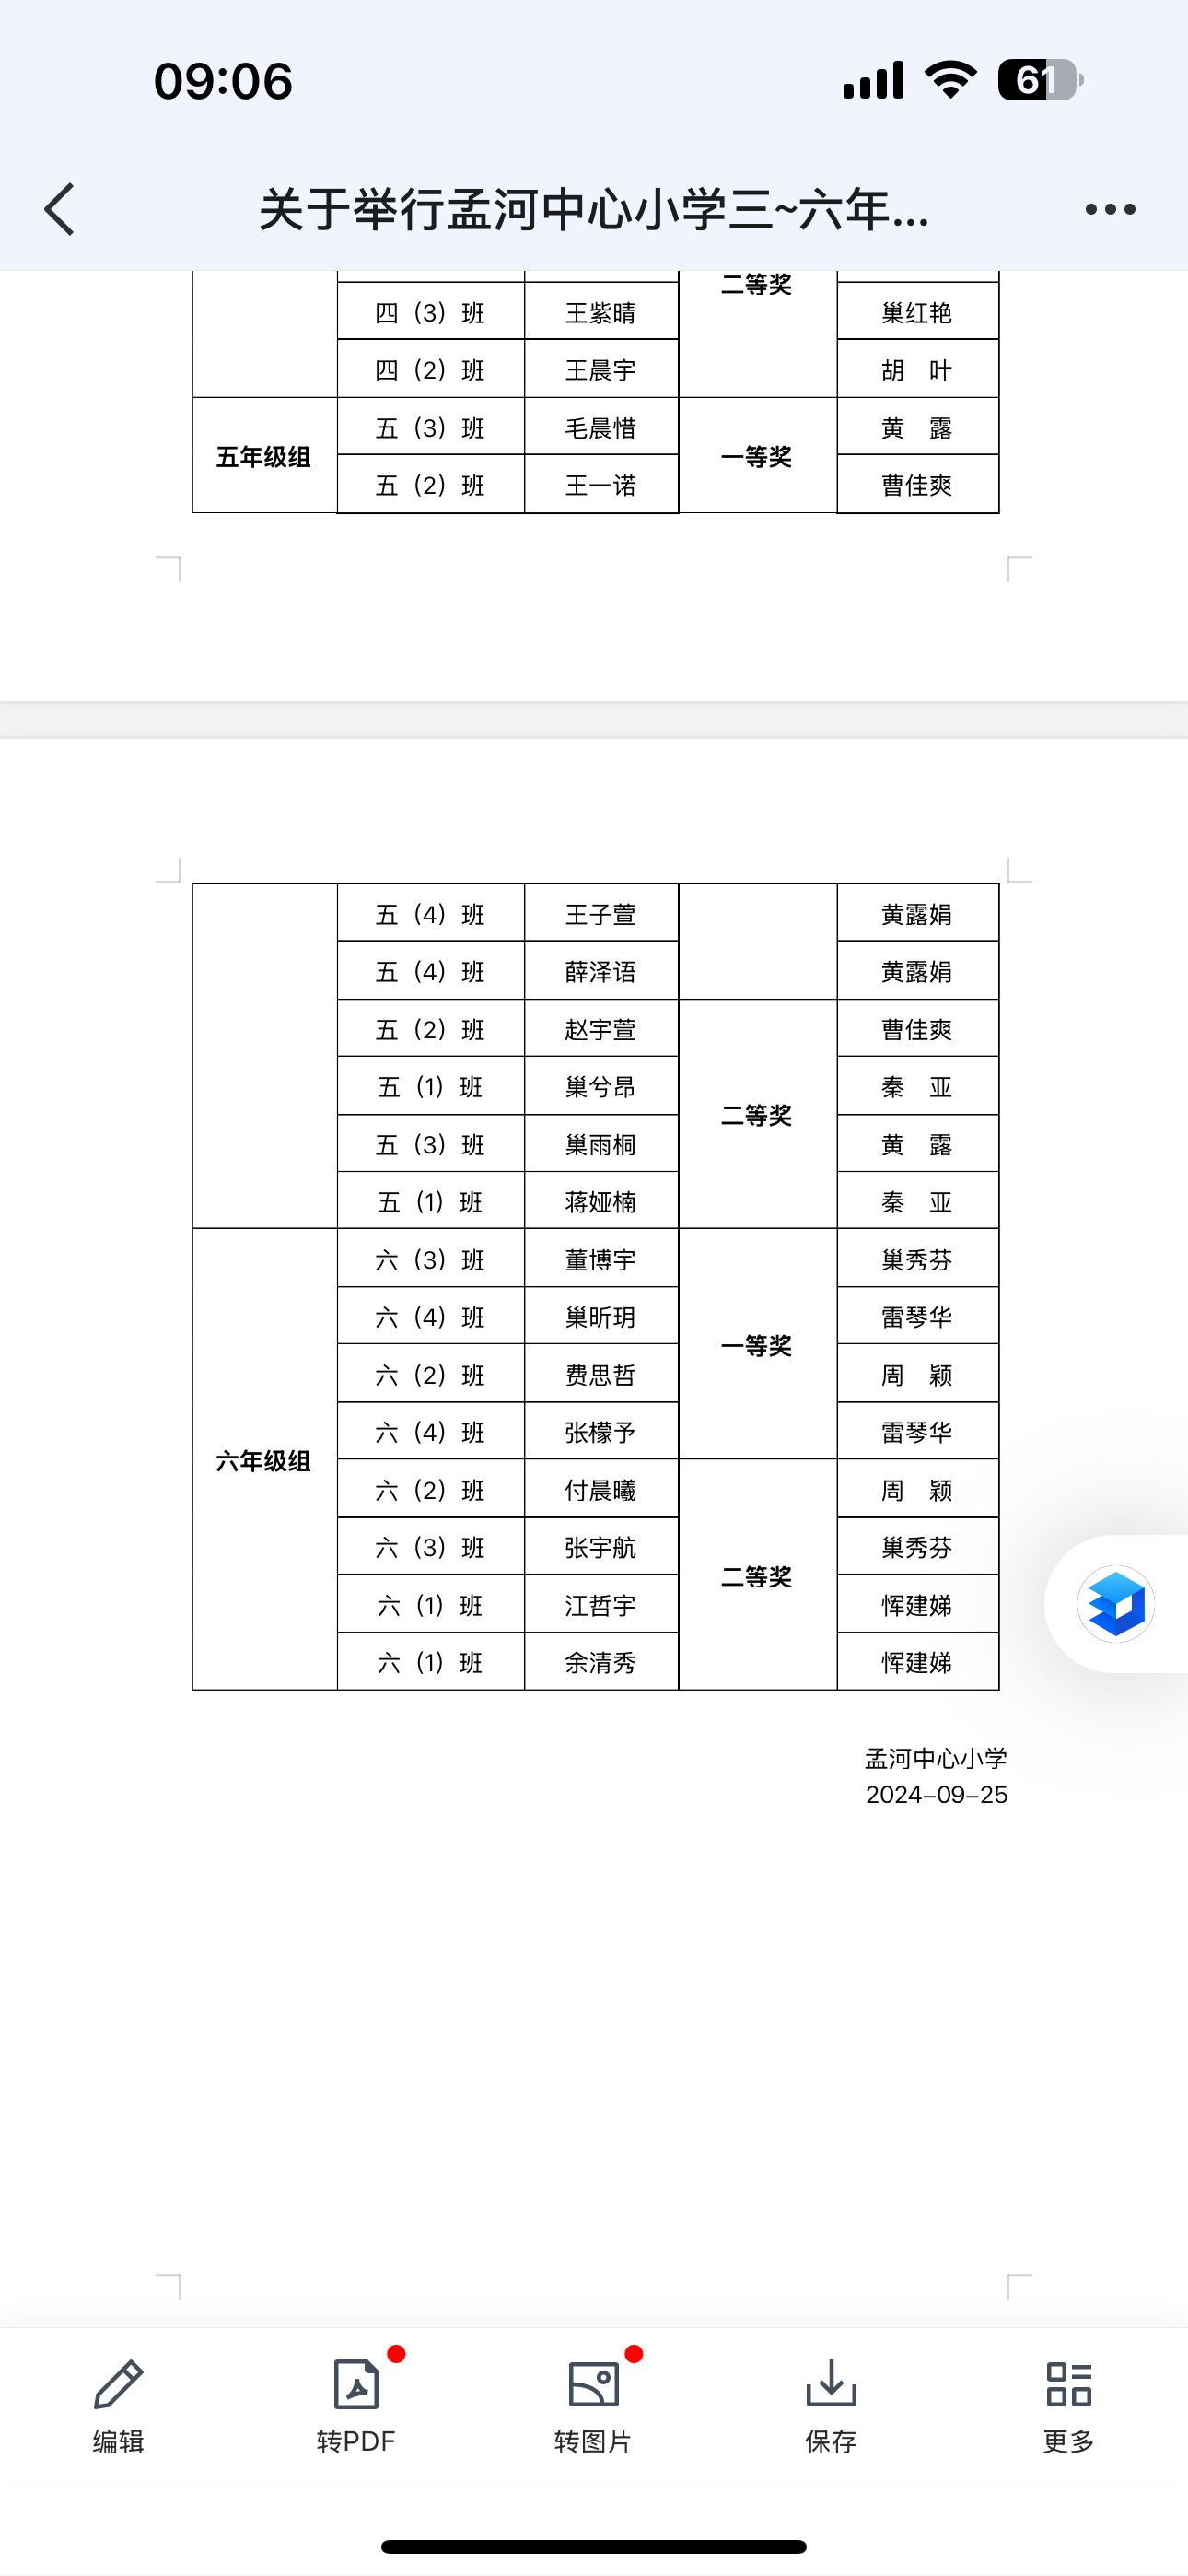 09:06
61
关于举行孟河中心小学三~六年...
二等奖
四（3）班 王紫晴 巢红艳
四（2）班 王晨宇 胡 叶
五年级组 五（3）班 毛晨惜 一等奖 黄 露
五（2）班 王一诺 曹佳爽
五（4）班 王子萱 黄露娟
五（4）班 薛泽语 黄露娟
五（2）班 赵宇萱 曹佳爽
五（1）班 巢兮昂 二等奖 秦 亚
五（3）班 巢雨桐 黄 露
五（1）班 蒋娅楠 秦 亚
六（3）班 董博宇 巢秀芬
六（4）班 巢昕玥 一等奖 雷琴华
六（2）班 费思哲 周 颖
六（4）班 张檬予 雷琴华
六年级组 六（2）班 付晨曦 周 颖
六（3）班 张宇航 二等奖 巢秀芬
六（1）班 江哲宇 恽建娣
六（1）班 余清秀 恽建娣
孟河中心小学
2024-09-25
编辑 转PDF 转图片 保存 更多